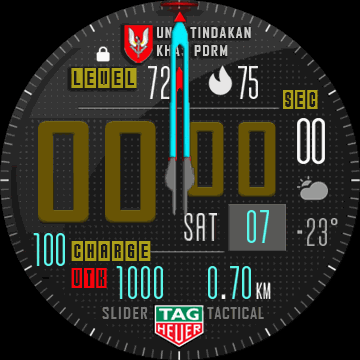 UNIT TINDAKAN
KHAS PDRM
LEVEL 72 75
SEC
00 00 00
SAT 07 -23°
100 CHARGE
UTK 1000 0.70 KM
SLIDER TACTICAL
TAG
HEUER